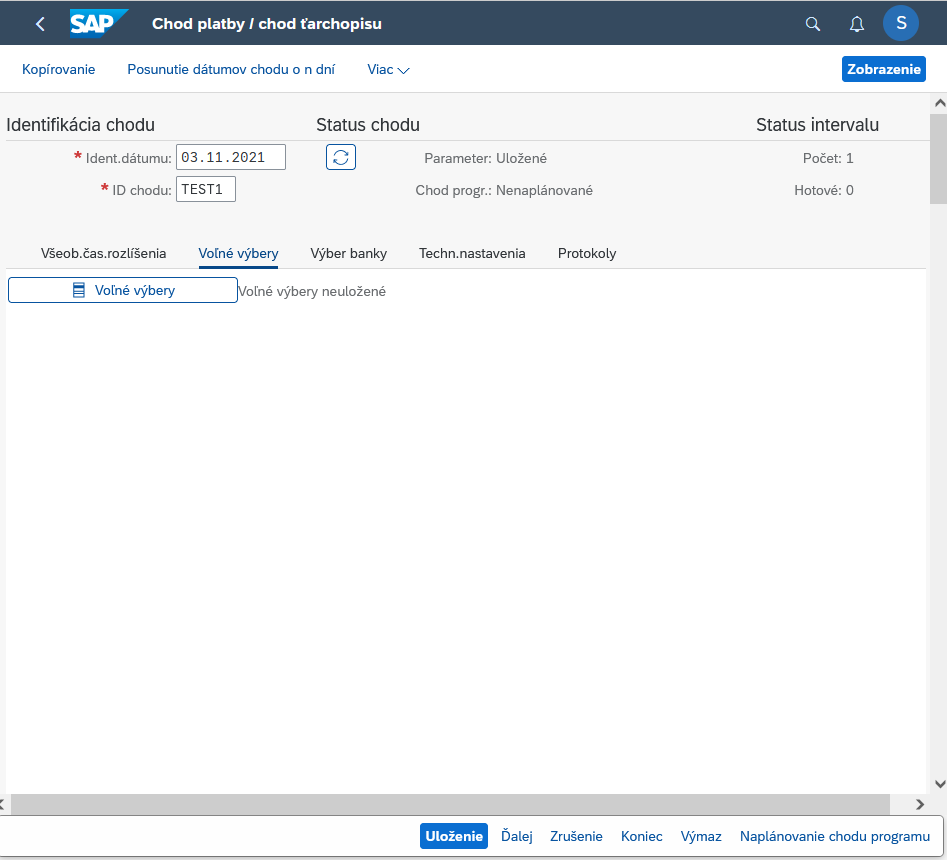 SAP Chod platby / chod ťarchopisu S
Kopírovanie Posunutie dátumov chodu o n dní Viac Zobrazenie
Identifikácia chodu Status chodu Status intervalu
* Ident.dátumu: 03.11.2021 Parameter: Uložené Počet: 1
* ID chodu: TEST1 Chod progr.: Nenaplánované Hotové: 0
Všeob.čas.rozlíšenia Voľné výbery Výber banky Techn.nastavenia Protokoly
Voľné výbery Voľné výbery neuložené
Uloženie Ďalej Zrušenie Koniec Výmaz Naplánovanie chodu programu